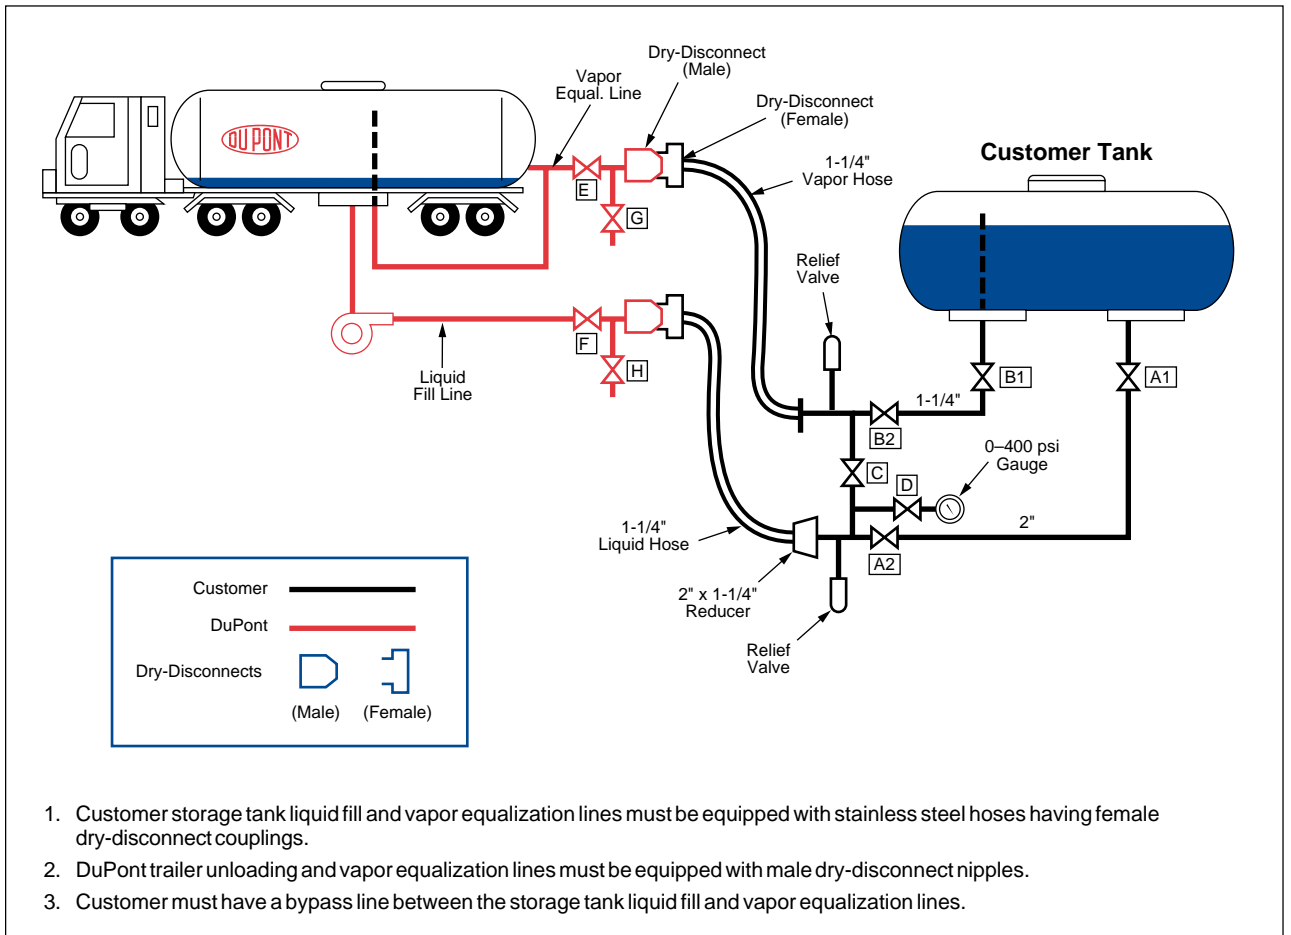 Dry-Disconnect
(Male)
Vapor
Equal. Line
Dry-Disconnect
(Female)
DU PONT
Customer Tank
1-1/4"
Vapor Hose
E
G
Relief
Valve
F
H
Liquid
Fill Line
B1
A1
1-1/4"
B2
0–400 psi
Gauge
C
D
1-1/4"
Liquid Hose
2"
A2
2" x 1-1/4"
Reducer
Relief
Valve
Customer
DuPont
Dry-Disconnects
(Male)
(Female)
1. Customer storage tank liquid fill and vapor equalization lines must be equipped with stainless steel hoses having female
dry-disconnect couplings.
2. DuPont trailer unloading and vapor equalization lines must be equipped with male dry-disconnect nipples.
3. Customer must have a bypass line between the storage tank liquid fill and vapor equalization lines.